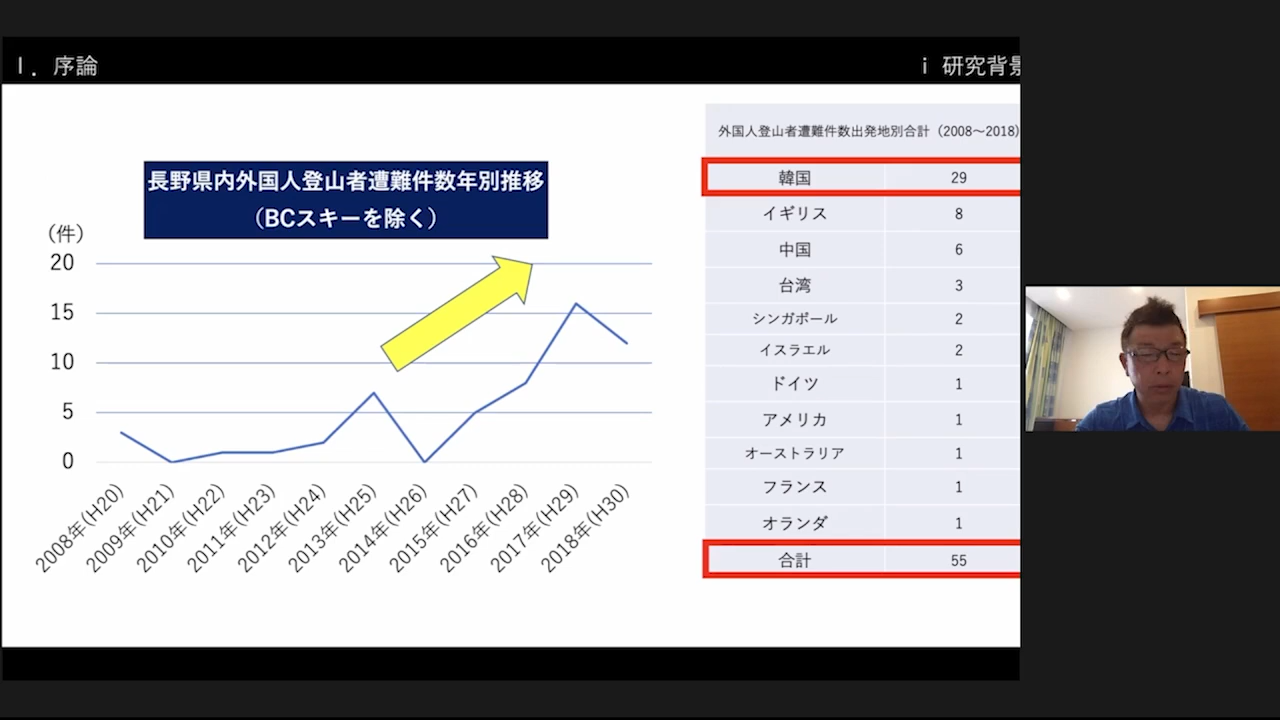 Ⅰ．序論
ⅰ 研究背景
長野県内外国人登山者遭難件数年別推移
（BCスキーを除く）
（件）
20
15
10
5
0
2008年(H20)
2009年(H21)
2010年(H22)
2011年(H23)
2012年(H24)
2013年(H25)
2014年(H26)
2015年(H27)
2016年(H28)
2017年(H29)
2018年(H30)
外国人登山者遭難件数出発地別合計（2008～2018）
韓国 29
イギリス 8
中国 6
台湾 3
シンガポール 2
イスラエル 2
ドイツ 1
アメリカ 1
オーストラリア 1
フランス 1
オランダ 1
合計 55